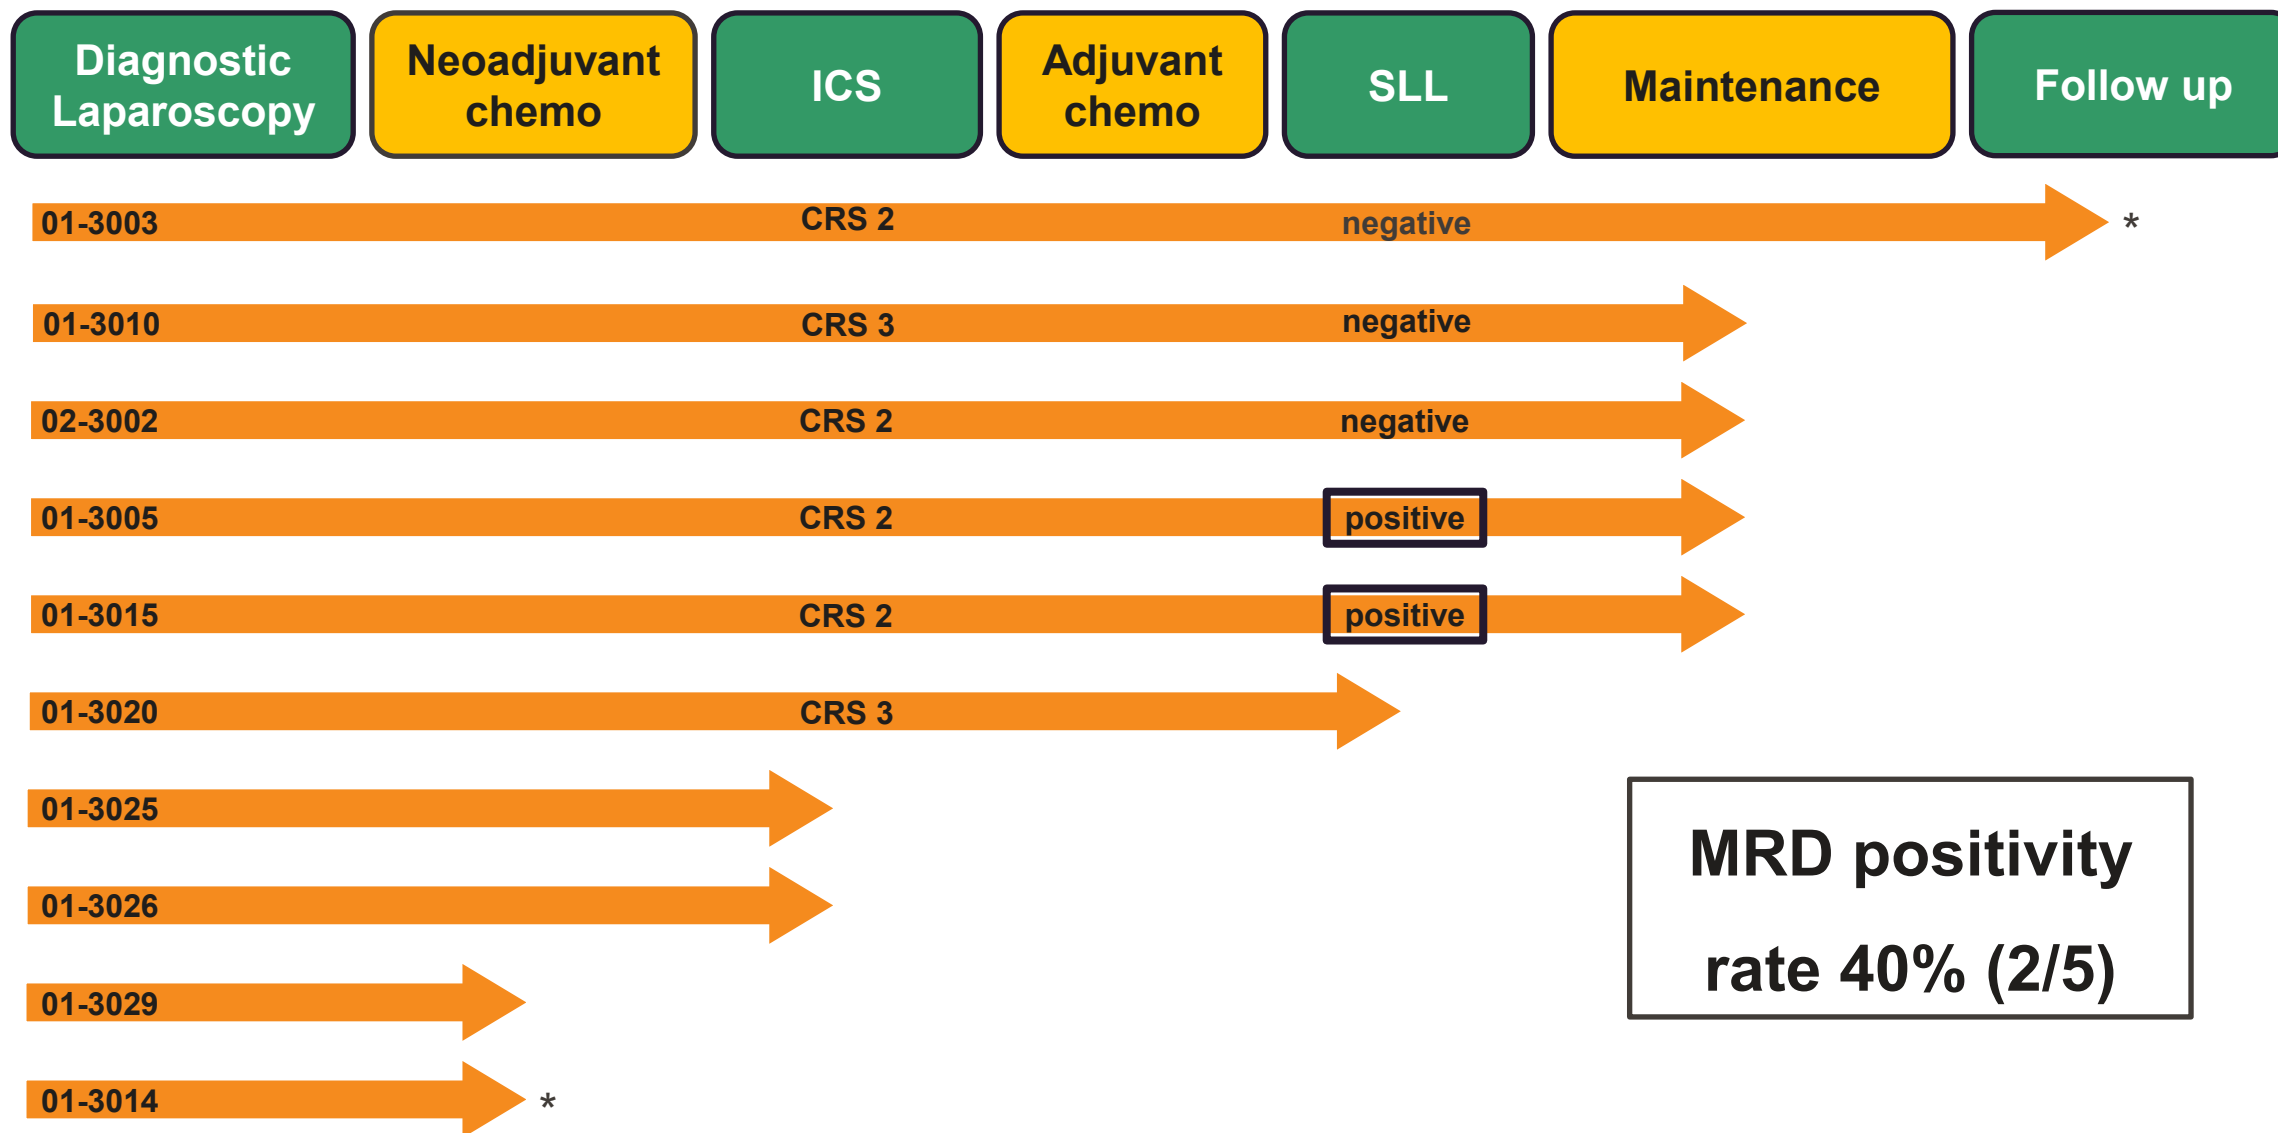 Diagnostic
Laparoscopy
Neoadjuvant
chemo
ICS
Adjuvant
chemo
SLL
Maintenance
Follow up
01-3003 CRS 2 negative *
01-3010 CRS 3 negative
02-3002 CRS 2 negative
01-3005 CRS 2 positive
01-3015 CRS 2 positive
01-3020 CRS 3
01-3025
01-3026
01-3029
01-3014 *
MRD positivity
rate 40% (2/5)